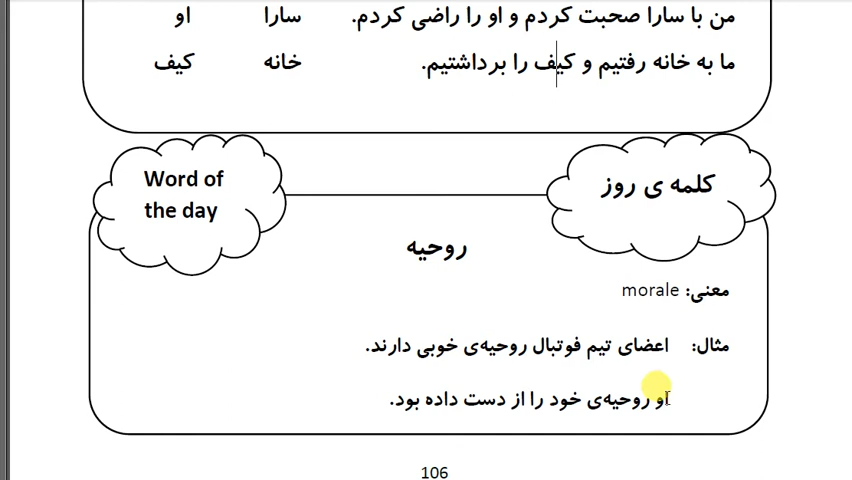 من با سارا صحبت کردم و او را راضی کردم. سارا او
ما به خانه رفتیم و کیف را برداشتیم. خانه کیف
کلمه ی روز
Word of
the day
روحیه
معنی: morale
مثال: اعضای تیم فوتبال روحیه‌ی خوبی دارند.
او روحیه‌ی خود را از دست داده بود.
106